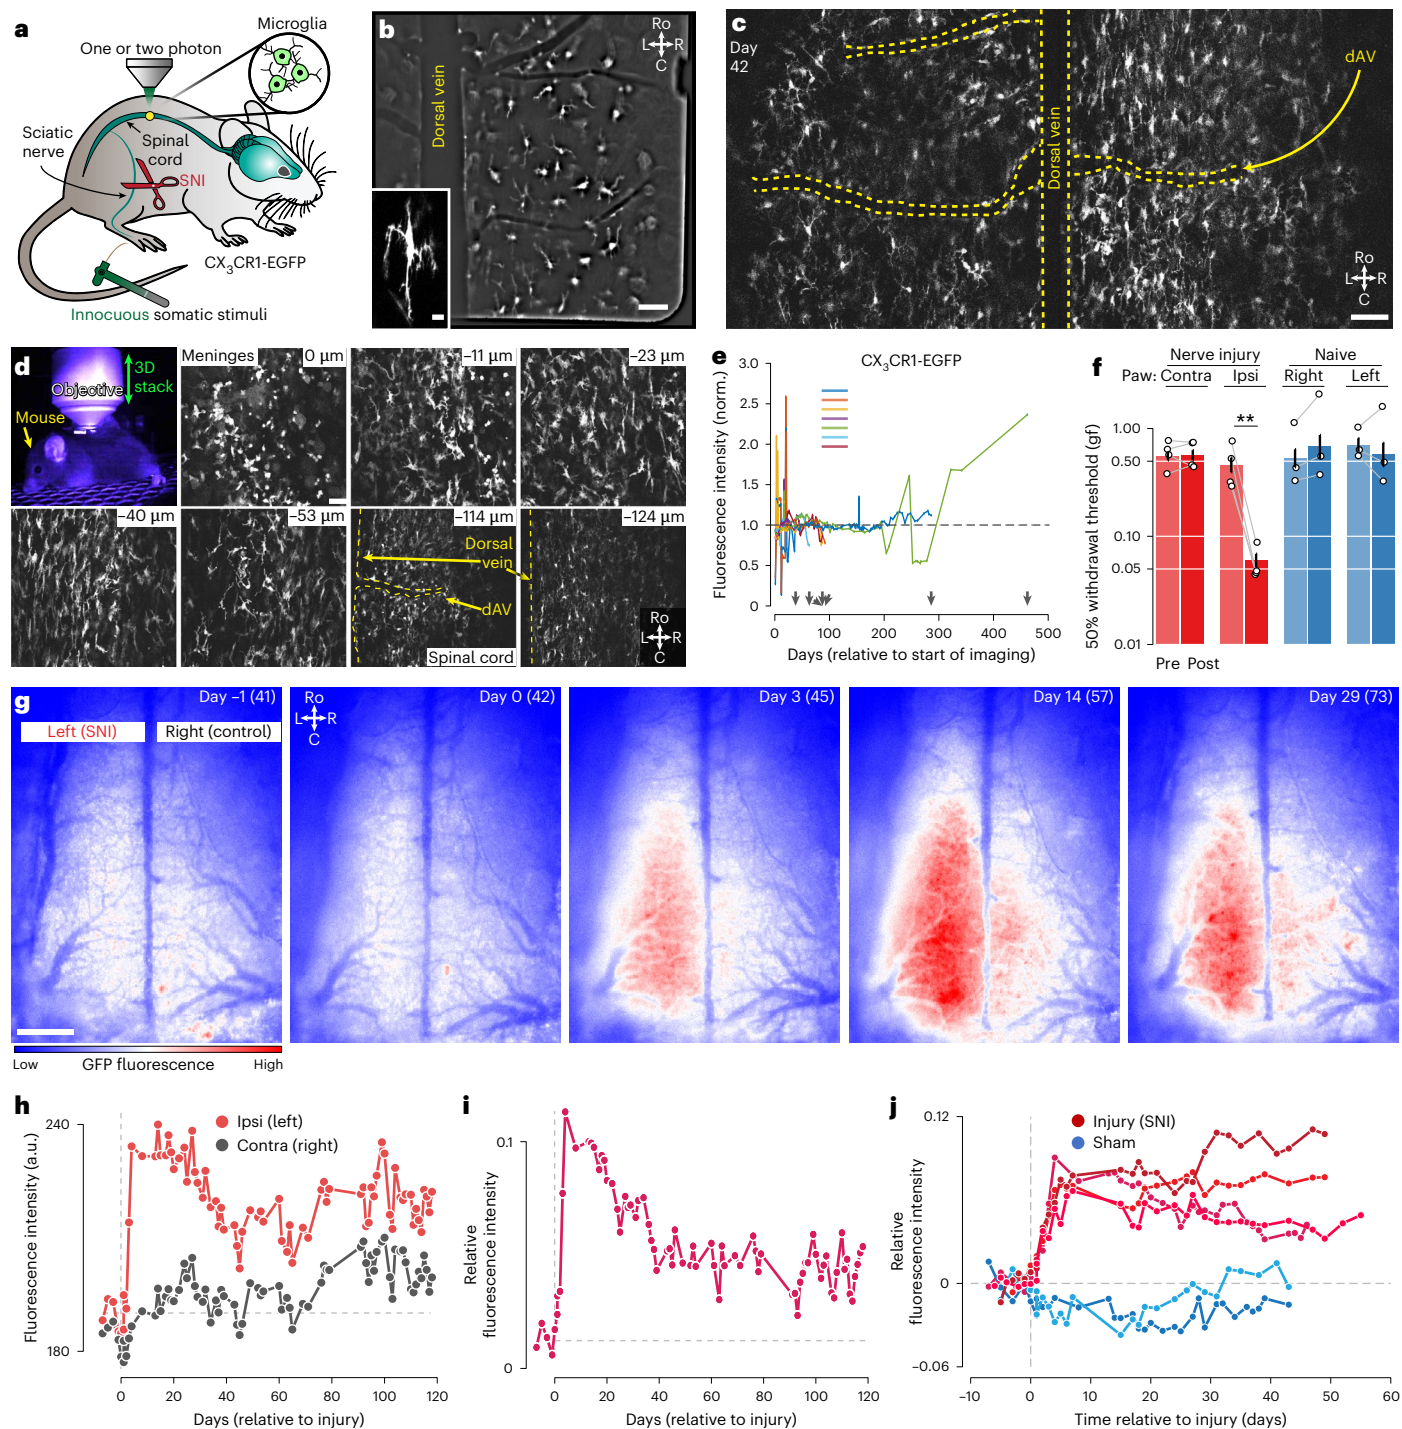 a
Microglia
One or two photon
Sciatic
nerve
Spinal
cord
SNI
CX3CR1-EGFP
Innocuous somatic stimuli
b
Dorsal vein
Ro
L R
C
c
Day
42
Dorsal vein
dAV
Ro
L R
C
d
Objective
3D
stack
Mouse
Meninges
0 µm
–11 µm
–23 µm
–40 µm
–53 µm
–114 µm
–124 µm
Dorsal
vein
dAV
Spinal cord
Ro
L R
C
e
CX3CR1-EGFP
Fluorescence intensity (norm.)
3.0
2.5
2.0
1.5
1.0
0.5
0
0 100 200 300 400 500
Days (relative to start of imaging)
f
Nerve injury Naive
Paw: Contra Ipsi Right Left
**
50% withdrawal threshold (gf)
1.00
0.50
0.10
0.05
0.01
Pre Post
g
Day –1 (41)
Left (SNI)
Right (control)
Day 0 (42)
Ro
L R
C
Day 3 (45)
Day 14 (57)
Day 29 (73)
Low GFP fluorescence High
h
Ipsi (left)
Contra (right)
Fluorescence intensity (a.u.)
240
180
0 20 40 60 80 100 120
Days (relative to injury)
i
Relative
fluorescence intensity
0.1
0
0 20 40 60 80 100 120
Days (relative to injury)
j
Injury (SNI)
Sham
Relative
fluorescence intensity
0.12
0
–0.06
–10 0 10 20 30 40 50 60
Time relative to injury (days)